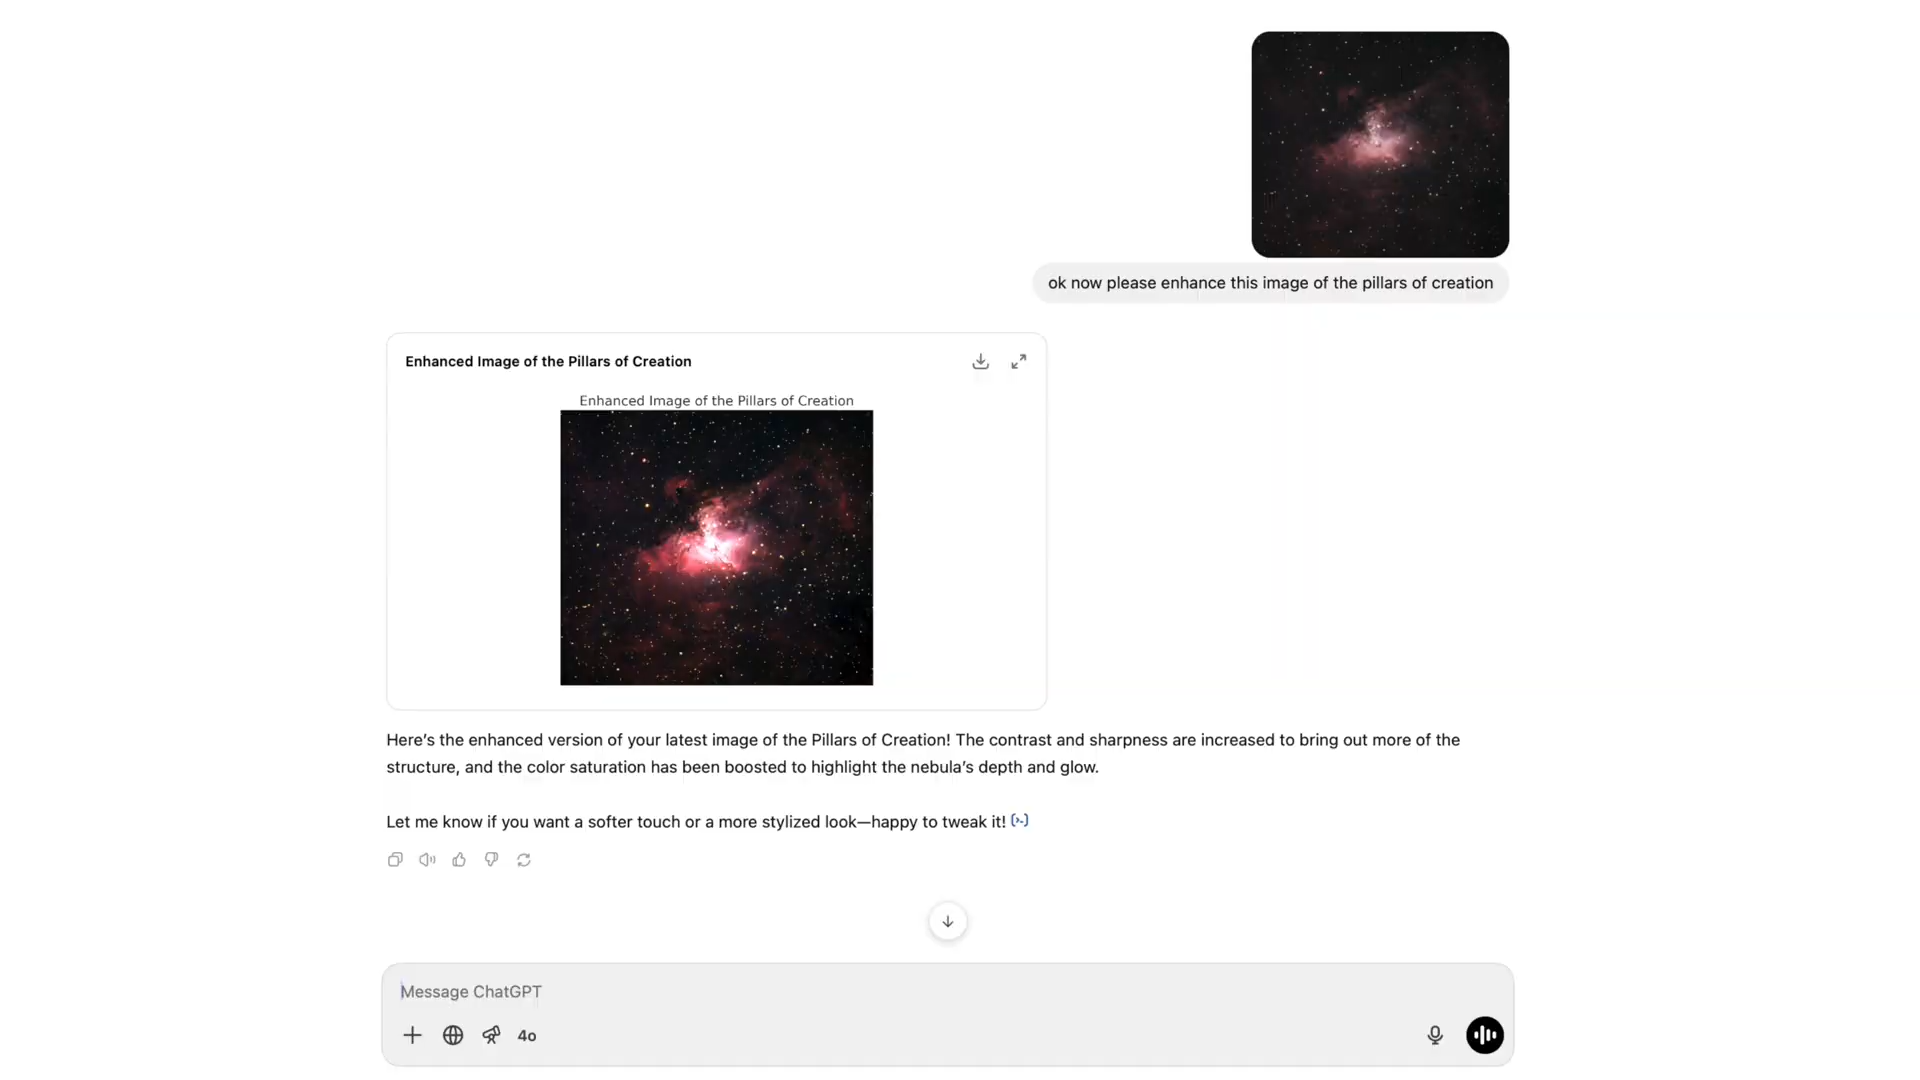 ok now please enhance this image of the pillars of creation
Enhanced Image of the Pillars of Creation
Enhanced Image of the Pillars of Creation
Here’s the enhanced version of your latest image of the Pillars of Creation! The contrast and sharpness are increased to bring out more of the
structure, and the color saturation has been boosted to highlight the nebula’s depth and glow.
Let me know if you want a softer touch or a more stylized look—happy to tweak it!
Message ChatGPT
4o